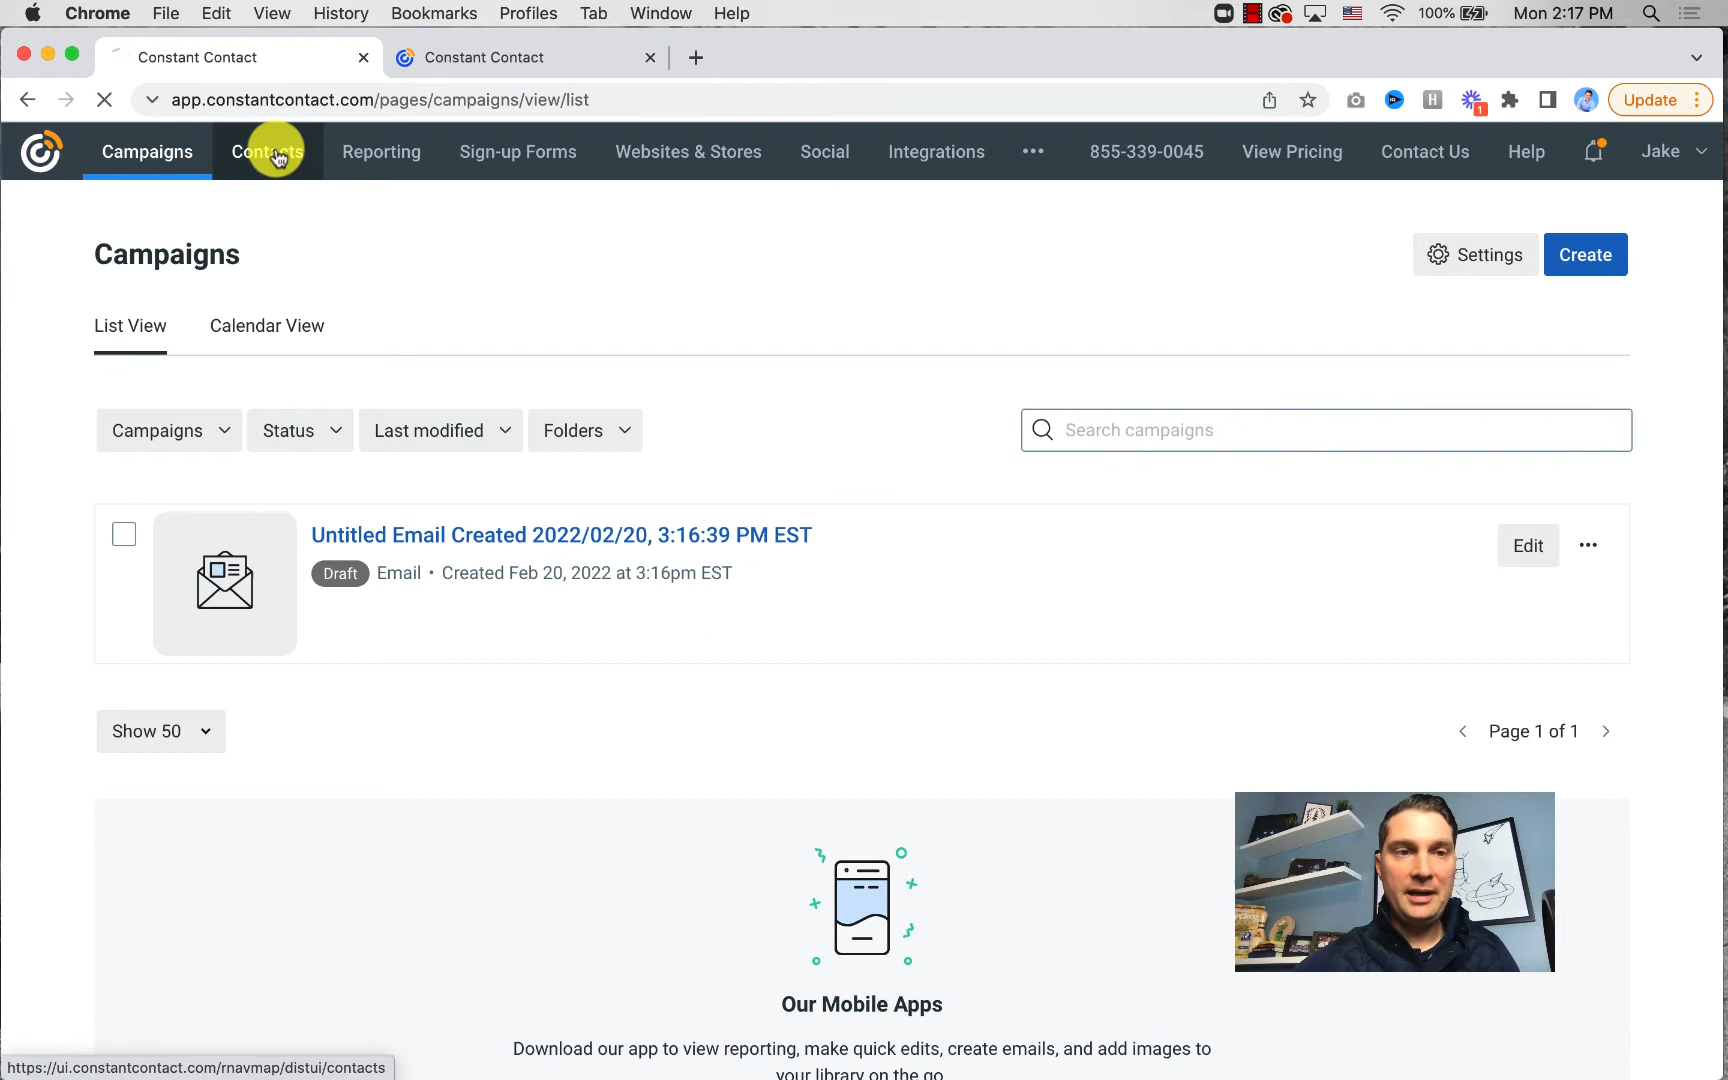 Chrome File Edit View History Bookmarks Profiles Tab Window Help 100% Mon 2:17 PM
Constant Contact Constant Contact
app.constantcontact.com/pages/campaigns/view/list H 1 Update
Campaigns Contacts Reporting Sign-up Forms Websites & Stores Social Integrations ••• 855-339-0045 View Pricing Contact Us Help Jake
Campaigns Settings Create
List View Calendar View
Campaigns Status Last modified Folders Search campaigns
Untitled Email Created 2022/02/20, 3:16:39 PM EST
Draft Email • Created Feb 20, 2022 at 3:16pm EST
Edit •••
Show 50 Page 1 of 1
Our Mobile Apps
Download our app to view reporting, make quick edits, create emails, and add images to
your library on the go
https://ui.constantcontact.com/rnavmap/distui/contacts